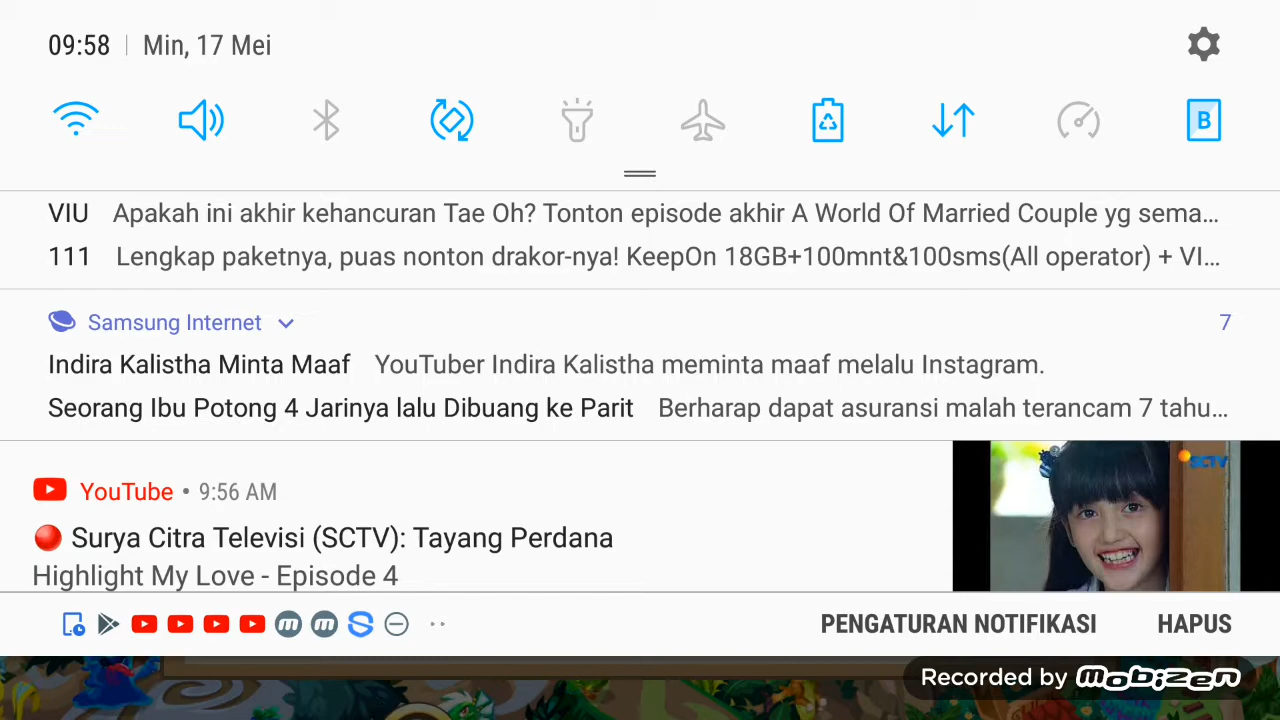 09:58 | Min, 17 Mei
B
VIU Apakah ini akhir kehancuran Tae Oh? Tonton episode akhir A World Of Married Couple yg sema...
111 Lengkap paketnya, puas nonton drakor-nya! KeepOn 18GB+100mnt&100sms(All operator) + VI...
Samsung Internet 7
Indira Kalistha Minta Maaf YouTuber Indira Kalistha meminta maaf melalu Instagram.
Seorang Ibu Potong 4 Jarinya lalu Dibuang ke Parit Berharap dapat asuransi malah terancam 7 tahu...
SCTV
YouTube • 9:56 AM
Surya Citra Televisi (SCTV): Tayang Perdana
Highlight My Love - Episode 4
m m
PENGATURAN NOTIFIKASI HAPUS
Recorded by mobizen